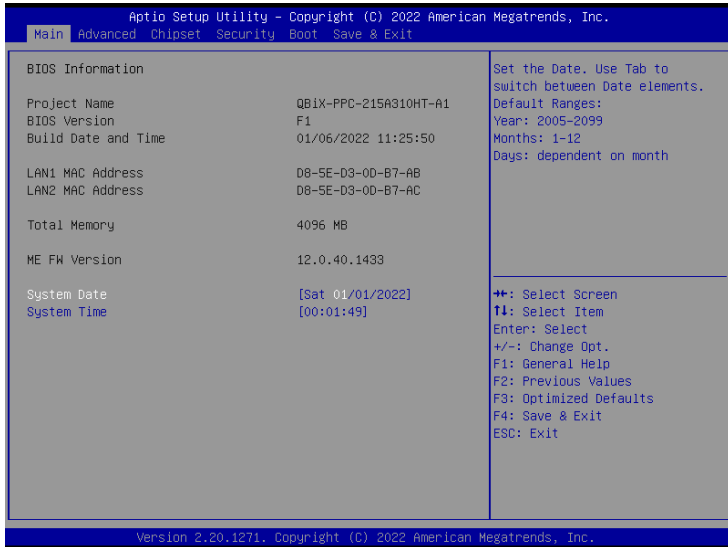 Aptio Setup Utility – Copyright (C) 2022 American Megatrends, Inc.
Main Advanced Chipset Security Boot Save & Exit
BIOS Information
Project Name QBiX-PPC-215A310HT-A1
BIOS Version F1
Build Date and Time 01/06/2022 11:25:50
LAN1 MAC Address D8-5E-D3-0D-B7-AB
LAN2 MAC Address D8-5E-D3-0D-B7-AC
Total Memory 4096 MB
ME FW Version 12.0.40.1433
System Date [Sat 01/01/2022]
System Time [00:01:49]
Set the Date. Use Tab to
switch between Date elements.
Default Ranges:
Year: 2005-2099
Months: 1-12
Days: dependent on month
→←: Select Screen
↑↓: Select Item
Enter: Select
+/-: Change Opt.
F1: General Help
F2: Previous Values
F3: Optimized Defaults
F4: Save & Exit
ESC: Exit
Version 2.20.1271. Copyright (C) 2022 American Megatrends, Inc.